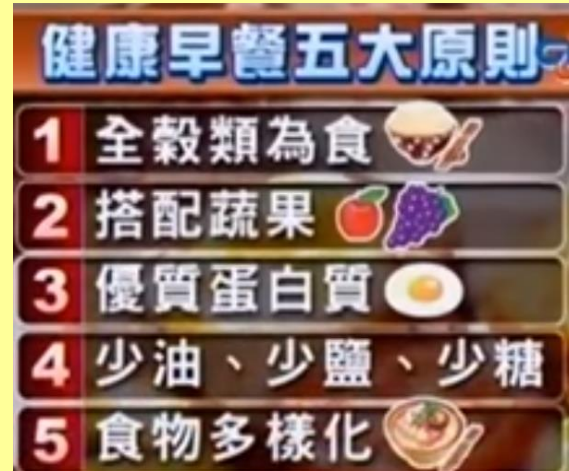 健康早餐五大原則
1 全穀類為食
2 搭配蔬果
3 優質蛋白質
4 少油、少鹽、少糖
5 食物多樣化